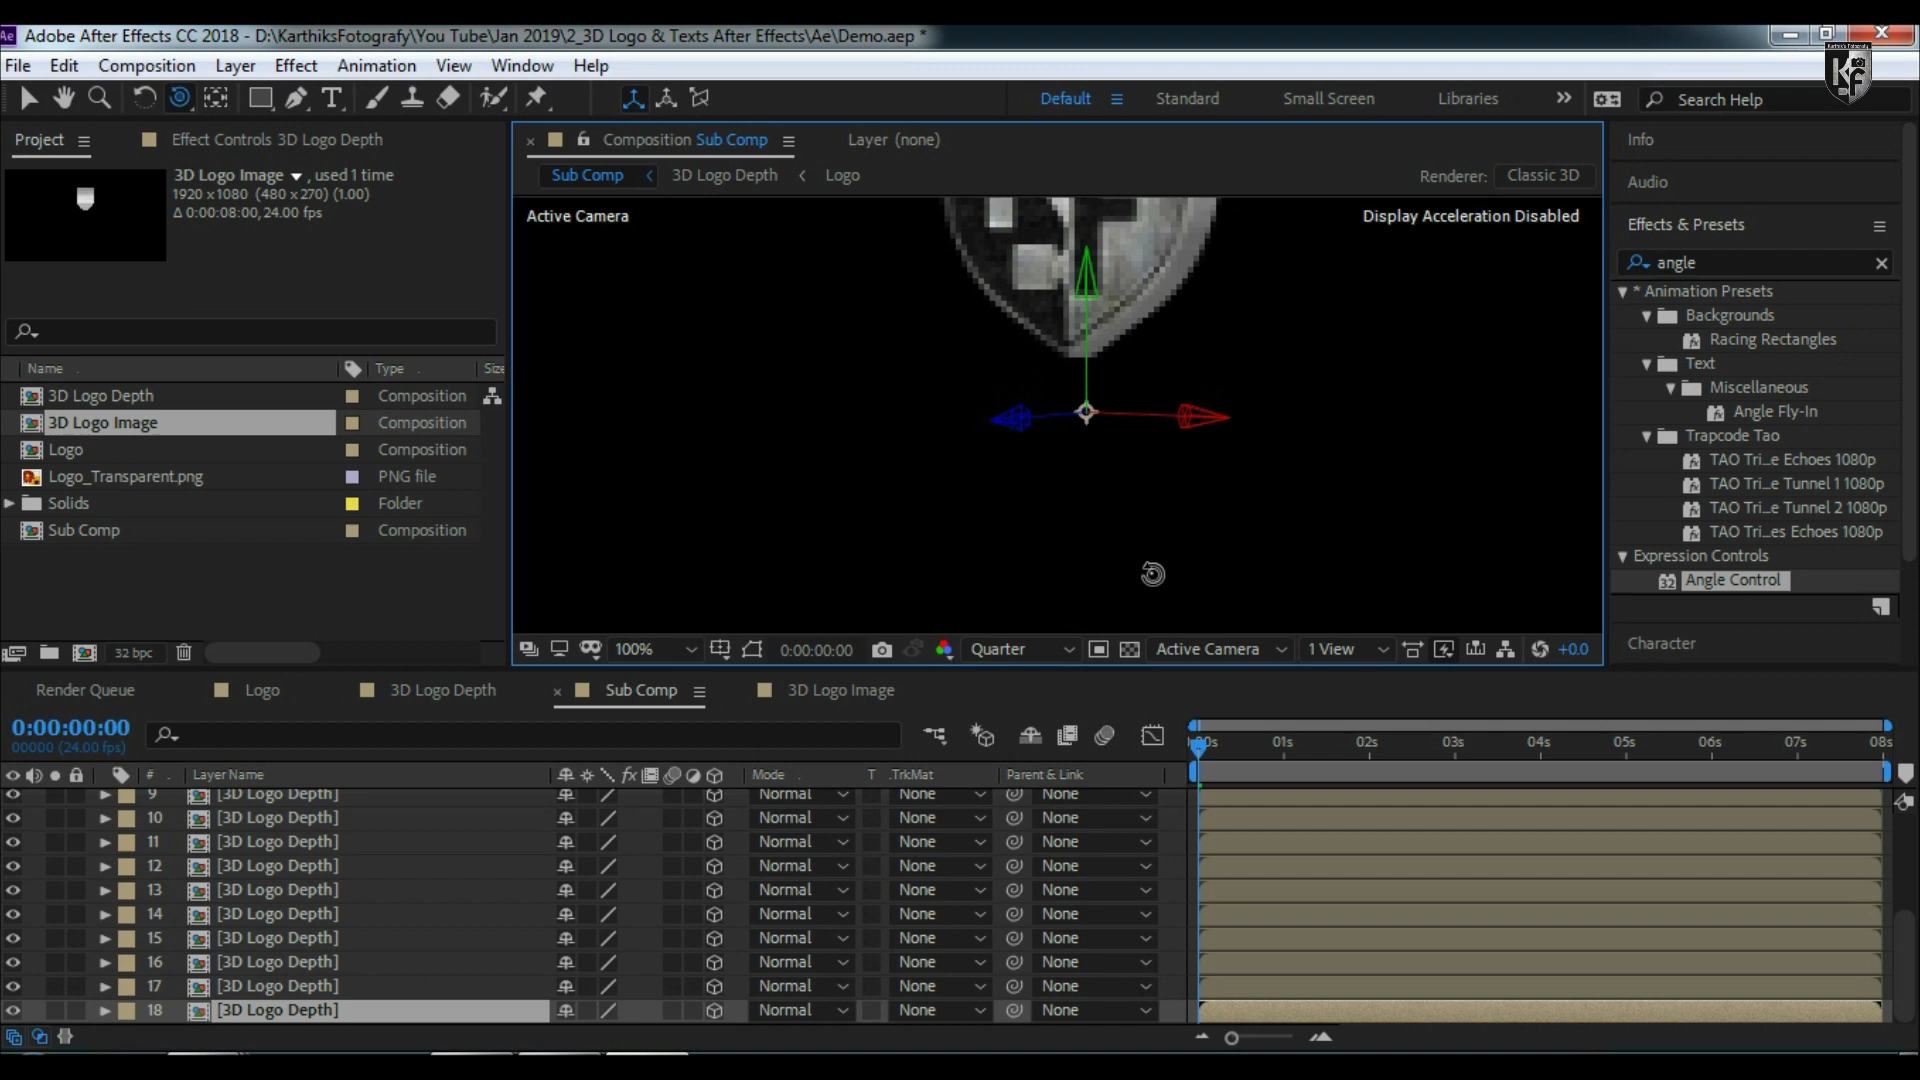 Adobe After Effects CC 2018 - D:\KarthiksFotografy\You Tube\Jan 2019\2_3D Logo & Texts After Effects\Ae\Demo.aep *
File Edit Composition Layer Effect Animation View Window Help
Default Standard Small Screen Libraries Search Help
Project Effect Controls 3D Logo Depth
3D Logo Image , used 1 time
1920 x1080 (480 x270) (1.00)
Δ 0:00:08:00, 24.00 fps
Composition Sub Comp Layer (none)
Sub Comp 3D Logo Depth Logo
Renderer: Classic 3D
Active Camera
Display Acceleration Disabled
Name Type Size
3D Logo Depth Composition
3D Logo Image Composition
Logo Composition
Logo_Transparent.png PNG file
Solids Folder
Sub Comp Composition
32 bpc
100% 0:00:00:00 Quarter Active Camera 1 View +0.0
Info
Audio
Effects & Presets
angle
* Animation Presets
Backgrounds
Racing Rectangles
Text
Miscellaneous
Angle Fly-In
Trapcode Tao
TAO Tri...e Echoes 1080p
TAO Tri...e Tunnel 1 1080p
TAO Tri...e Tunnel 2 1080p
TAO Tri...es Echoes 1080p
Expression Controls
32 Angle Control
Character
Render Queue Logo 3D Logo Depth Sub Comp 3D Logo Image
0:00:00:00
00000 (24.00 fps)
01s 02s 03s 04s 05s 06s 07s 08s
# Layer Name fx Mode T .TrkMat Parent & Link
9 [3D Logo Depth] Normal None None
10 [3D Logo Depth] Normal None None
11 [3D Logo Depth] Normal None None
12 [3D Logo Depth] Normal None None
13 [3D Logo Depth] Normal None None
14 [3D Logo Depth] Normal None None
15 [3D Logo Depth] Normal None None
16 [3D Logo Depth] Normal None None
17 [3D Logo Depth] Normal None None
18 [3D Logo Depth] Normal None None